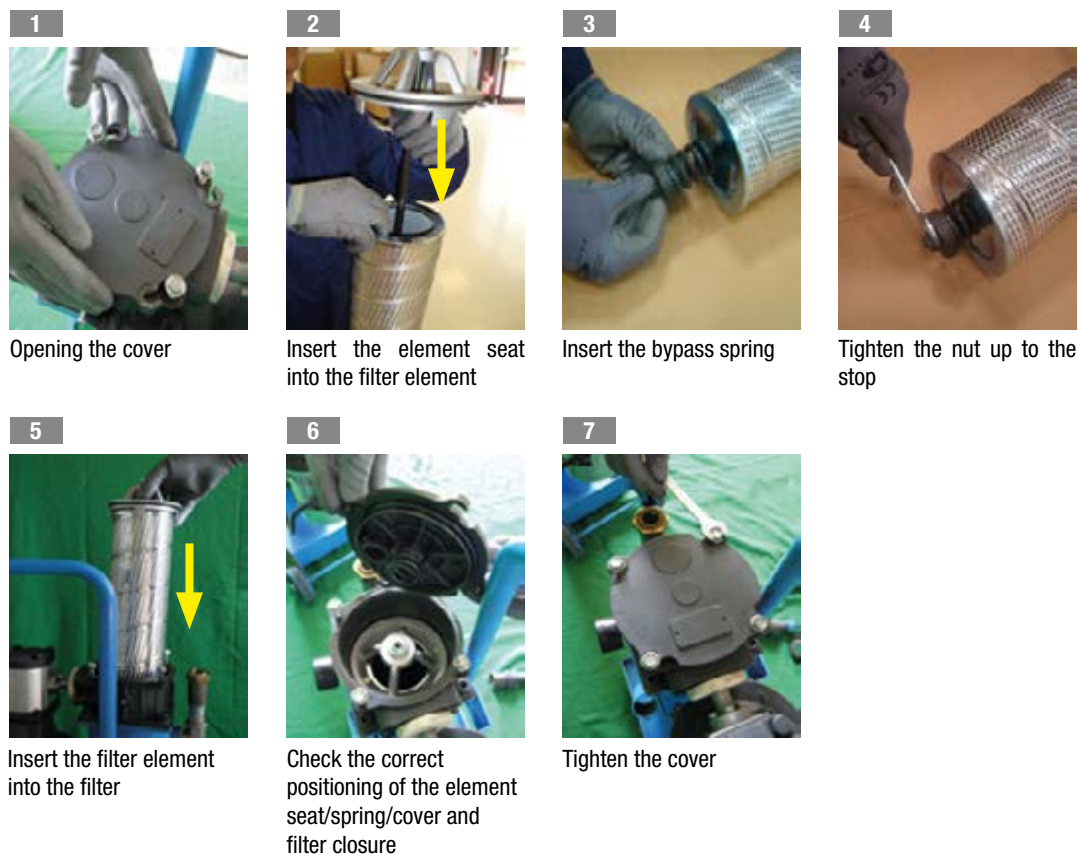 1
2
3
4
Opening the cover
Insert the element seat
into the filter element
Insert the bypass spring
Tighten the nut up to the
stop
5
6
7
Insert the filter element
into the filter
Check the correct
positioning of the element
seat/spring/cover and
filter closure
Tighten the cover